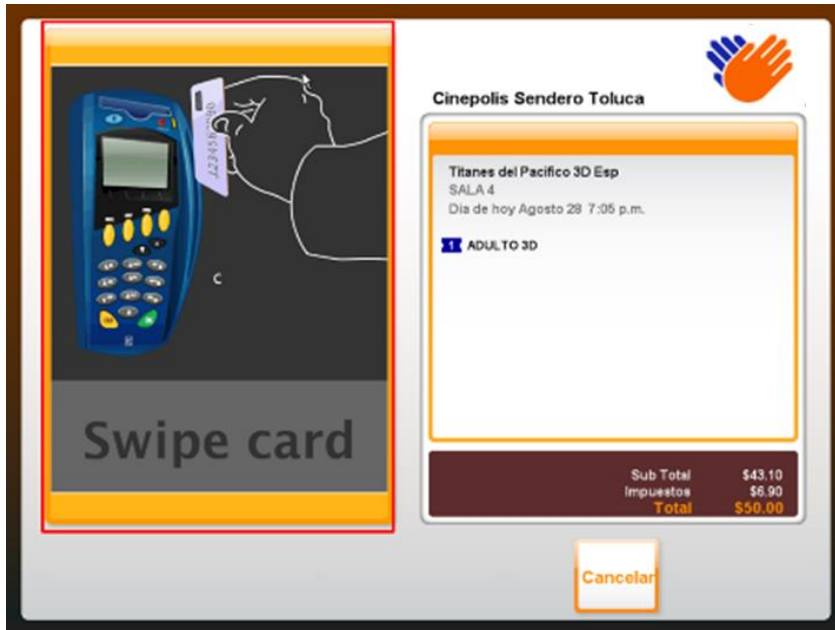 1234567890
C
Swipe card
Cinepolis Sendero Toluca
Titanes del Pacifico 3D Esp
SALA 4
Dia de hoy Agosto 28 7:05 p.m.
1 ADULTO 3D
Sub Total $43.10
Impuestos $6.90
Total $50.00
Cancelar